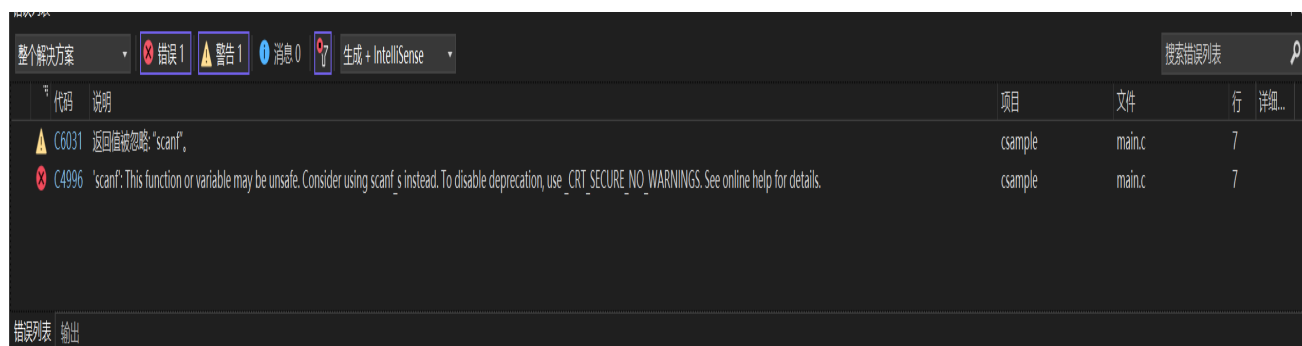 整个解决方案 错误 1 警告 1 消息 0 生成 + IntelliSense 搜索错误列表
代码 说明 项目 文件 行 详细...
C6031 返回值被忽略: "scanf"。 csample main.c 7
C4996 'scanf': This function or variable may be unsafe. Consider using scanf_s instead. To disable deprecation, use _CRT_SECURE_NO_WARNINGS. See online help for details. csample main.c 7
错误列表 输出